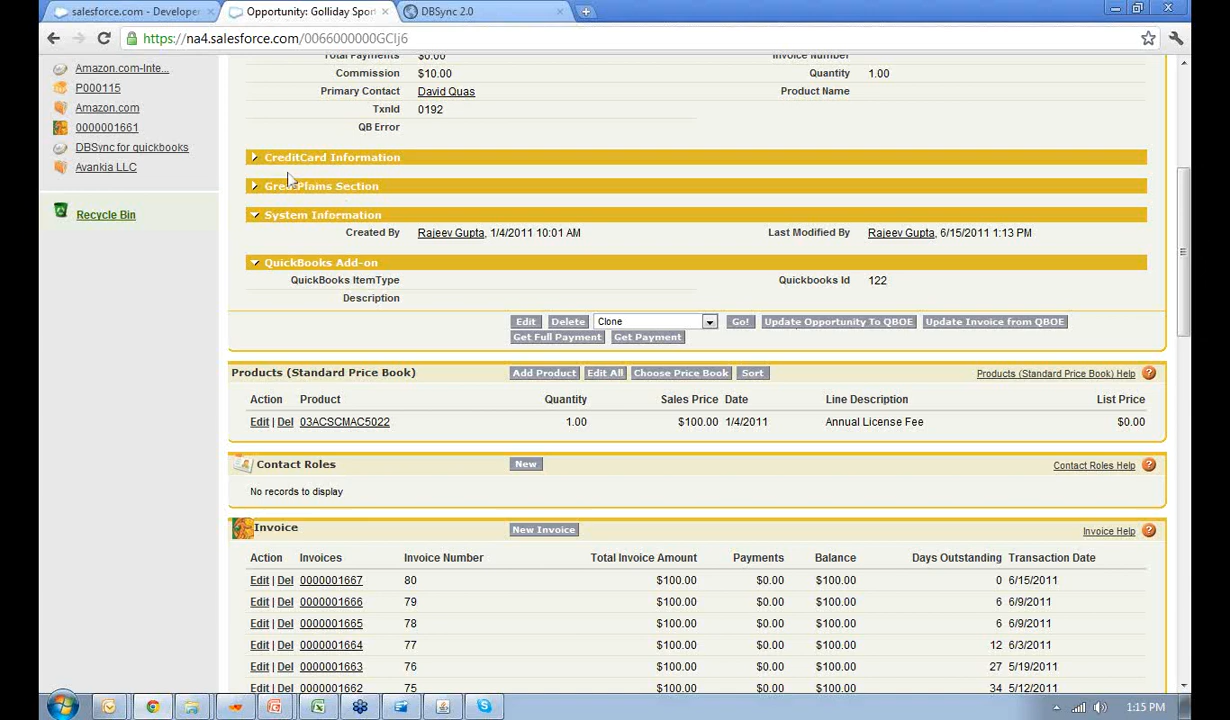 salesforce.com - Developer
Opportunity: Golliday Spor
DBSync 2.0
https://na4.salesforce.com/0066000000GClj6
Amazon.com-Inte...
P000115
Amazon.com
0000001661
DBSync for quickbooks
Avankia LLC
Recycle Bin
Total Payments $0.00 Invoice Number
Commission $10.00 Quantity 1.00
Primary Contact David Quas Product Name
TxnId 0192
QB Error
CreditCard Information
GreatPlains Section
System Information
Created By Rajeev Gupta, 1/4/2011 10:01 AM Last Modified By Rajeev Gupta, 6/15/2011 1:13 PM
QuickBooks Add-on
QuickBooks ItemType Quickbooks Id 122
Description
Edit Delete Clone Go! Update Opportunity To QBOE Update Invoice from QBOE
Get Full Payment Get Payment
Products (Standard Price Book) Add Product Edit All Choose Price Book Sort Products (Standard Price Book) Help ?
Action Product Quantity Sales Price Date Line Description List Price
Edit | Del 03ACSCMAC5022 1.00 $100.00 1/4/2011 Annual License Fee $0.00
Contact Roles New Contact Roles Help ?
No records to display
Invoice New Invoice Invoice Help ?
Action Invoices Invoice Number Total Invoice Amount Payments Balance Days Outstanding Transaction Date
Edit | Del 0000001667 80 $100.00 $0.00 $100.00 0 6/15/2011
Edit | Del 0000001666 79 $100.00 $0.00 $100.00 6 6/9/2011
Edit | Del 0000001665 78 $100.00 $0.00 $100.00 6 6/9/2011
Edit | Del 0000001664 77 $100.00 $0.00 $100.00 12 6/3/2011
Edit | Del 0000001663 76 $100.00 $0.00 $100.00 27 5/19/2011
Edit | Del 0000001662 75 $100.00 $0.00 $100.00 34 5/12/2011
1:15 PM